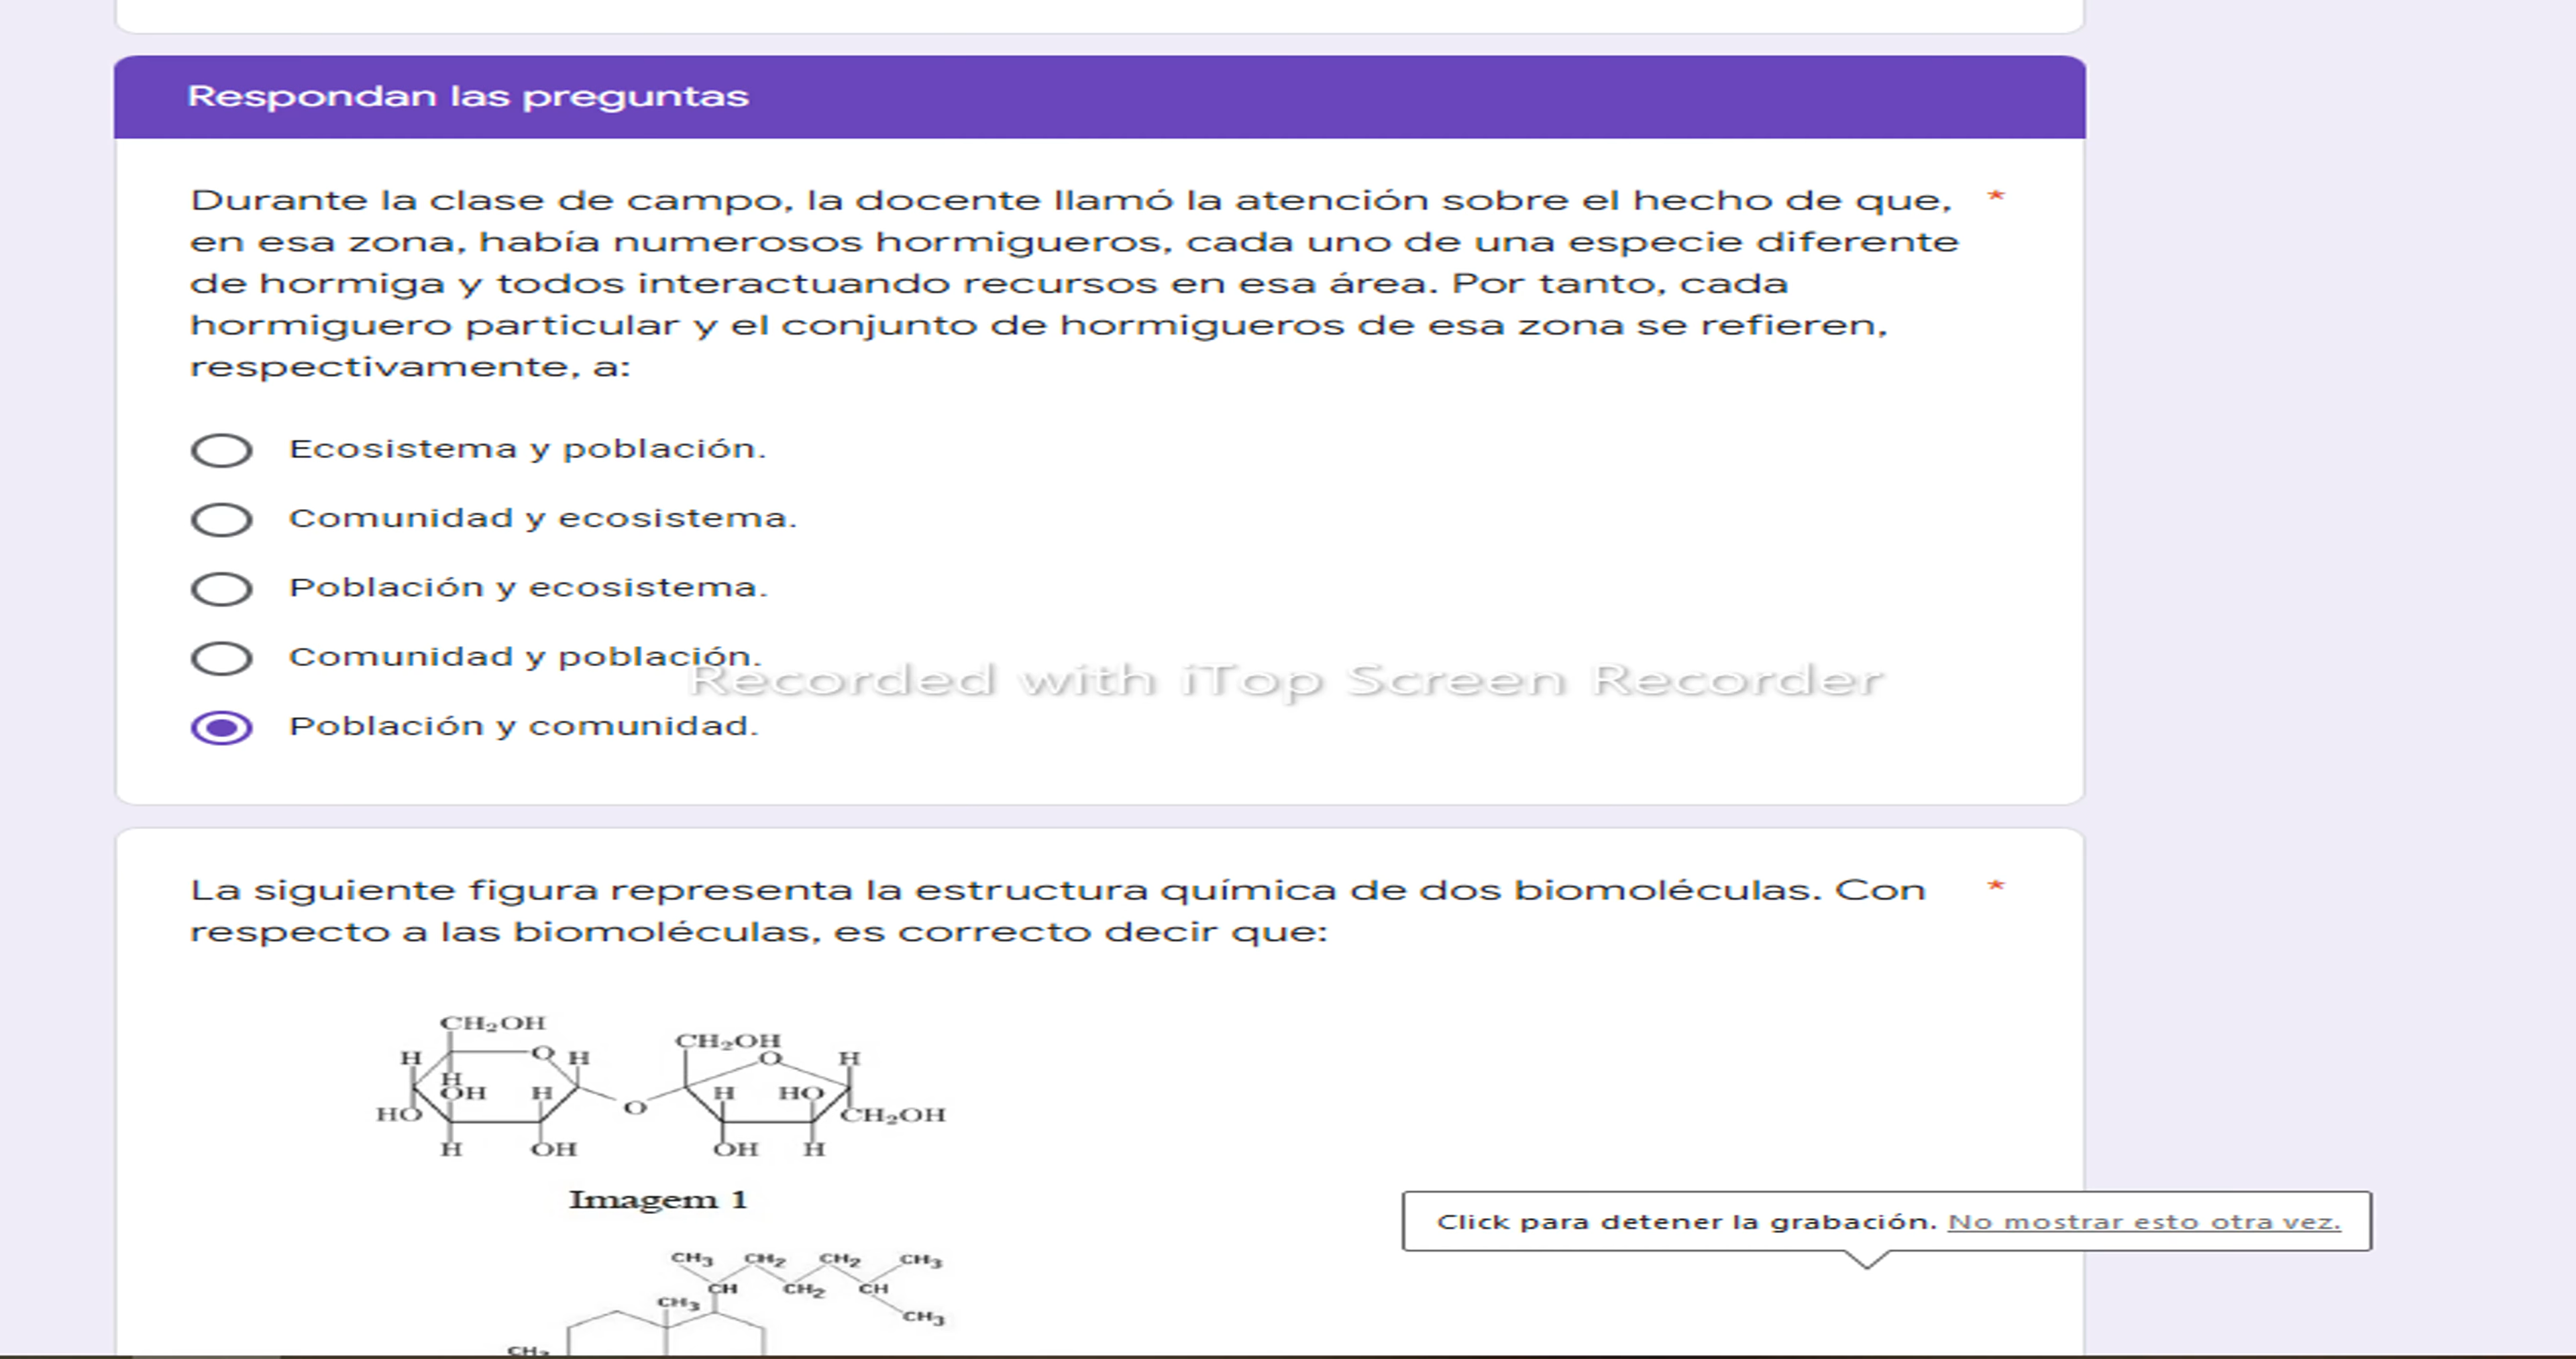 Respondan las preguntas
Durante la clase de campo, la docente llamó la atención sobre el hecho de que, *
en esa zona, había numerosos hormigueros, cada uno de una especie diferente
de hormiga y todos interactuando recursos en esa área. Por tanto, cada
hormiguero particular y el conjunto de hormigueros de esa zona se refieren,
respectivamente, a:
Ecosistema y población.
Comunidad y ecosistema.
Población y ecosistema.
Comunidad y población.
Recorded with iTop Screen Recorder
Población y comunidad.
La siguiente figura representa la estructura química de dos biomoléculas. Con *
respecto a las biomoléculas, es correcto decir que:
CH₂OH
CH₂OH
H O H O H
H
OH H H HO
HO O CH₂OH
H OH OH H
Imagem 1
Click para detener la grabación. No mostrar esto otra vez.
CH₃ CH₂ CH₂ CH₃
CH CH₂ CH
CH₃
CH₃
CH₃